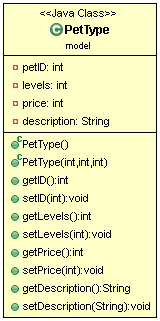 <<Java Class>>
PetType
model
petID: int
levels: int
price: int
description: String
PetType()
PetType(int,int,int)
getID():int
setID(int):void
getLevels():int
setLevels(int):void
getPrice():int
setPrice(int):void
getDescription():String
setDescription(String):void